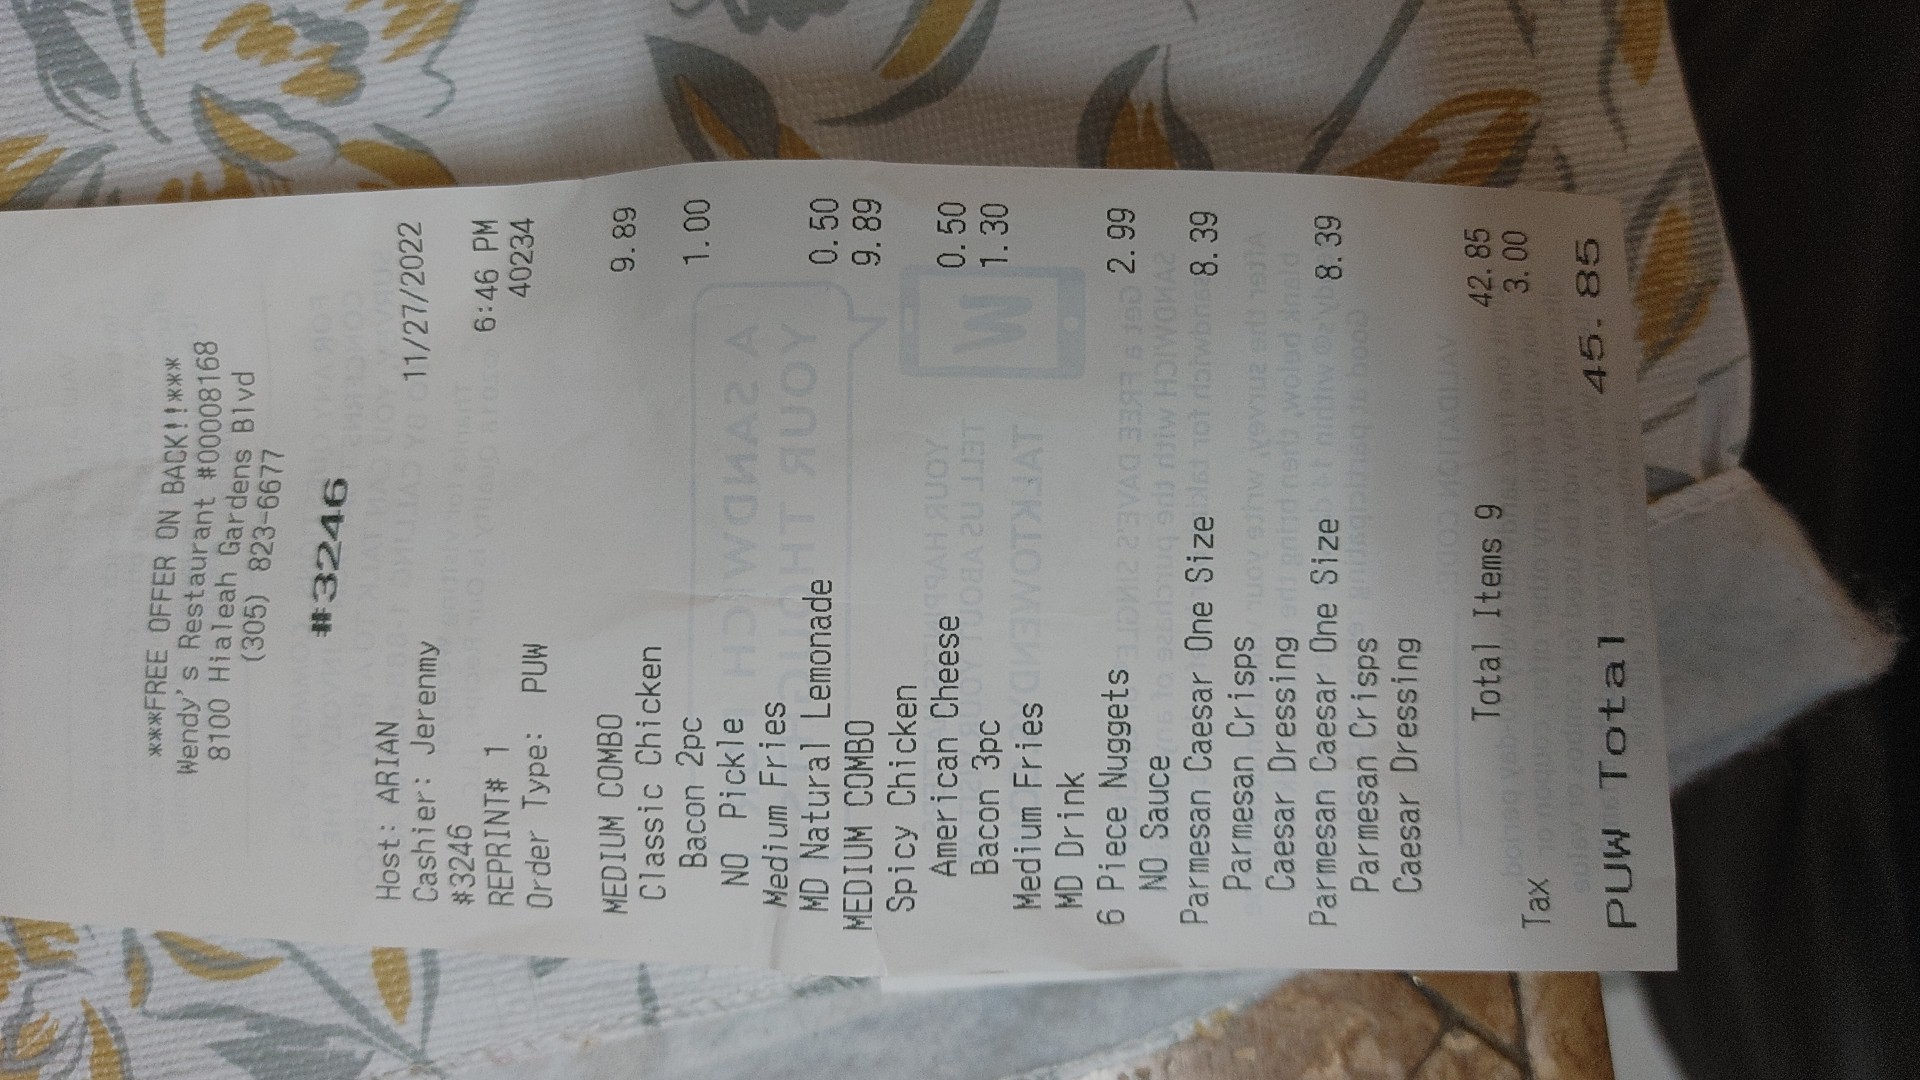 ***FREE OFFER ON BACK!!***
Wendy's Restaurant #00008168
8100 Hialeah Gardens Blvd
(305) 823-6677
#3246
Host: ARIAN 11/27/2022
Cashier: Jerenmy
#3246 6:46 PM
REPRINT# 1 40234
Order Type: PUW
MEDIUM COMBO 9.89
Classic Chicken
Bacon 2pc 1.00
NO Pickle
Medium Fries
MD Natural Lemonade 0.50
MEDIUM COMBO 9.89
Spicy Chicken
American Cheese 0.50
Bacon 3pc 1.30
Medium Fries
MD Drink
6 Piece Nuggets 2.99
NO Sauce
Parmesan Caesar One Size 8.39
Parmesan Crisps
Caesar Dressing
Parmesan Caesar One Size 8.39
Parmesan Crisps
Caesar Dressing
Total Items 9 42.85
Tax 3.00
PUW Total 45.85